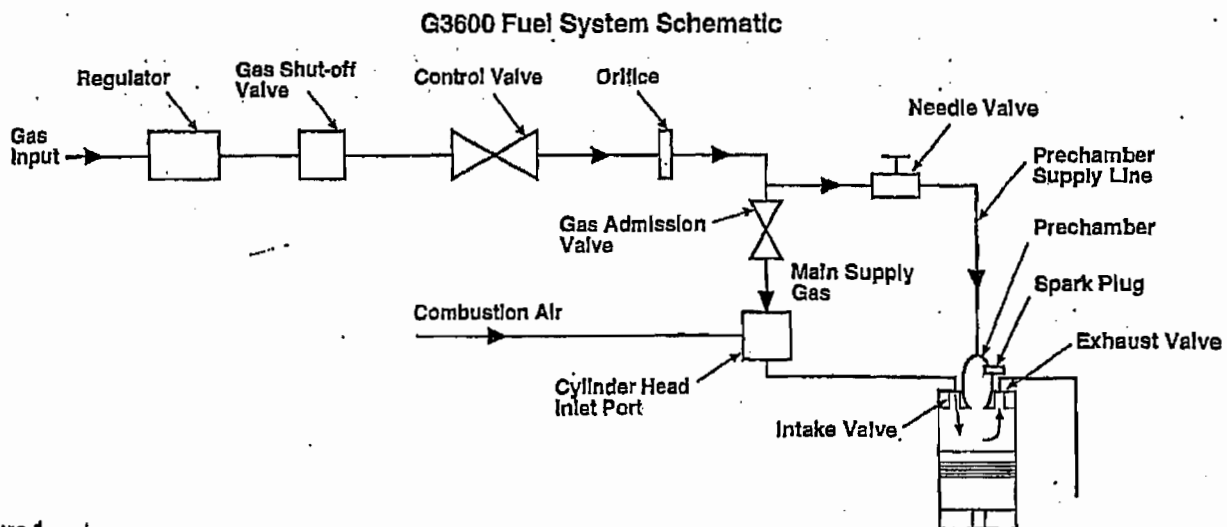 G3600 Fuel System Schematic
Regulator
Gas Shut-off
Valve
Control Valve
Orifice
Needle Valve
Gas
Input
Prechamber
Supply Line
Gas Admission
Valve
Prechamber
Main Supply
Gas
Spark Plug
Combustion Air
Exhaust Valve
Cylinder Head
Inlet Port
Intake Valve